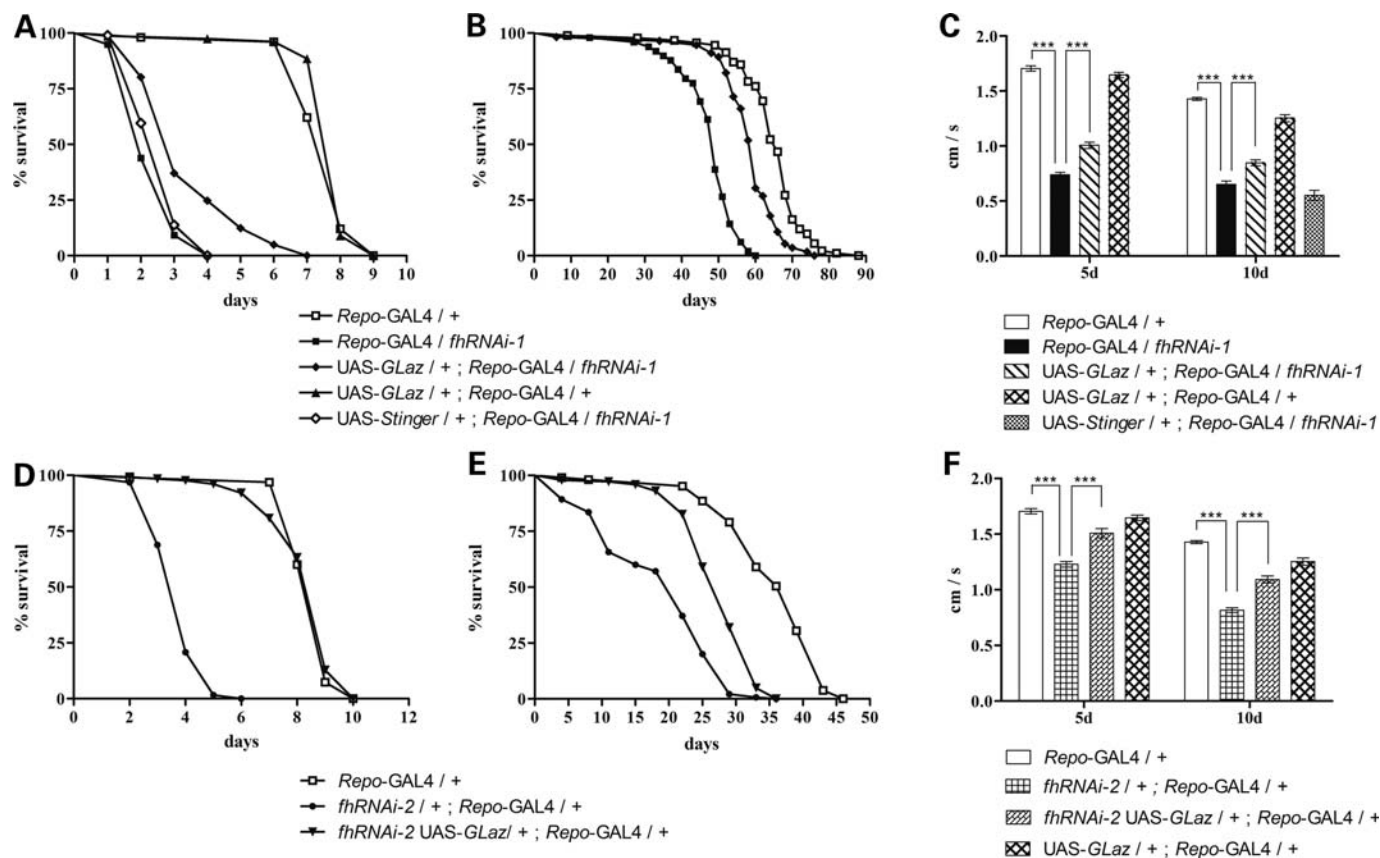 A
% survival
100
75
50
25
0
0 1 2 3 4 5 6 7 8 9 10
days
B
% survival
100
75
50
25
0
0 10 20 30 40 50 60 70 80 90
days
Repo-GAL4 / +
Repo-GAL4 / fhRNAi-1
UAS-GLaz / + ; Repo-GAL4 / fhRNAi-1
UAS-GLaz / + ; Repo-GAL4 / +
UAS-Stinger / + ; Repo-GAL4 / fhRNAi-1
C
cm / s
2.0
1.5
1.0
0.5
0.0
*** ***
*** ***
5d 10d
Repo-GAL4 / +
Repo-GAL4 / fhRNAi-1
UAS-GLaz / + ; Repo-GAL4 / fhRNAi-1
UAS-GLaz / + ; Repo-GAL4 / +
UAS-Stinger / + ; Repo-GAL4 / fhRNAi-1
D
% survival
100
75
50
25
0
0 2 4 6 8 10 12
days
E
% survival
100
75
50
25
0
0 5 10 15 20 25 30 35 40 45 50
days
Repo-GAL4 / +
fhRNAi-2 / + ; Repo-GAL4 / +
fhRNAi-2 UAS-GLaz/ + ; Repo-GAL4 / +
F
cm / s
2.0
1.5
1.0
0.5
0.0
*** ***
*** ***
5d 10d
Repo-GAL4 / +
fhRNAi-2 / + ; Repo-GAL4 / +
fhRNAi-2 UAS-GLaz / + ; Repo-GAL4 / +
UAS-GLaz / + ; Repo-GAL4 / +